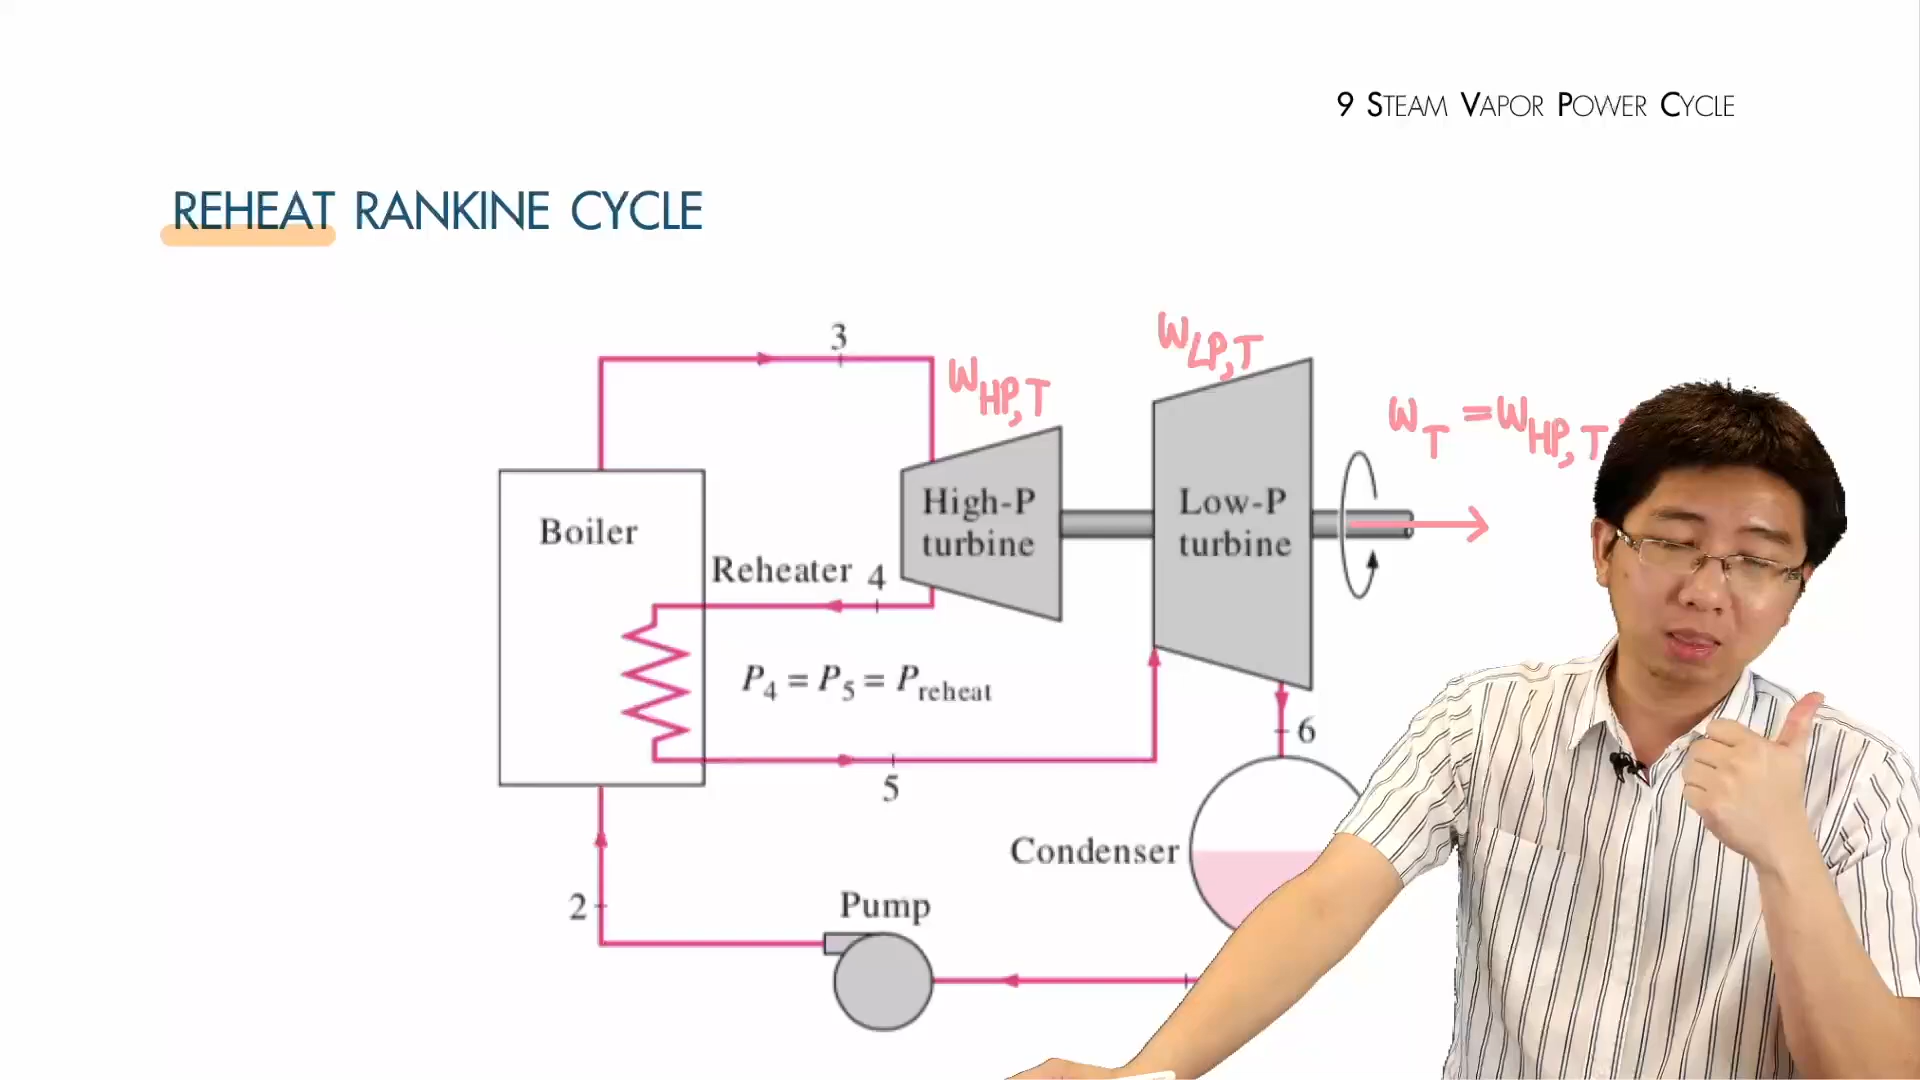 9 STEAM VAPOR POWER CYCLE
REHEAT RANKINE CYCLE
3
W_HP,T
W_LP,T
W_T = W_HP,T
Boiler
High-P
turbine
Low-P
turbine
Reheater 4
P4 = P5 = Preheat
5
6
Condenser
2
Pump